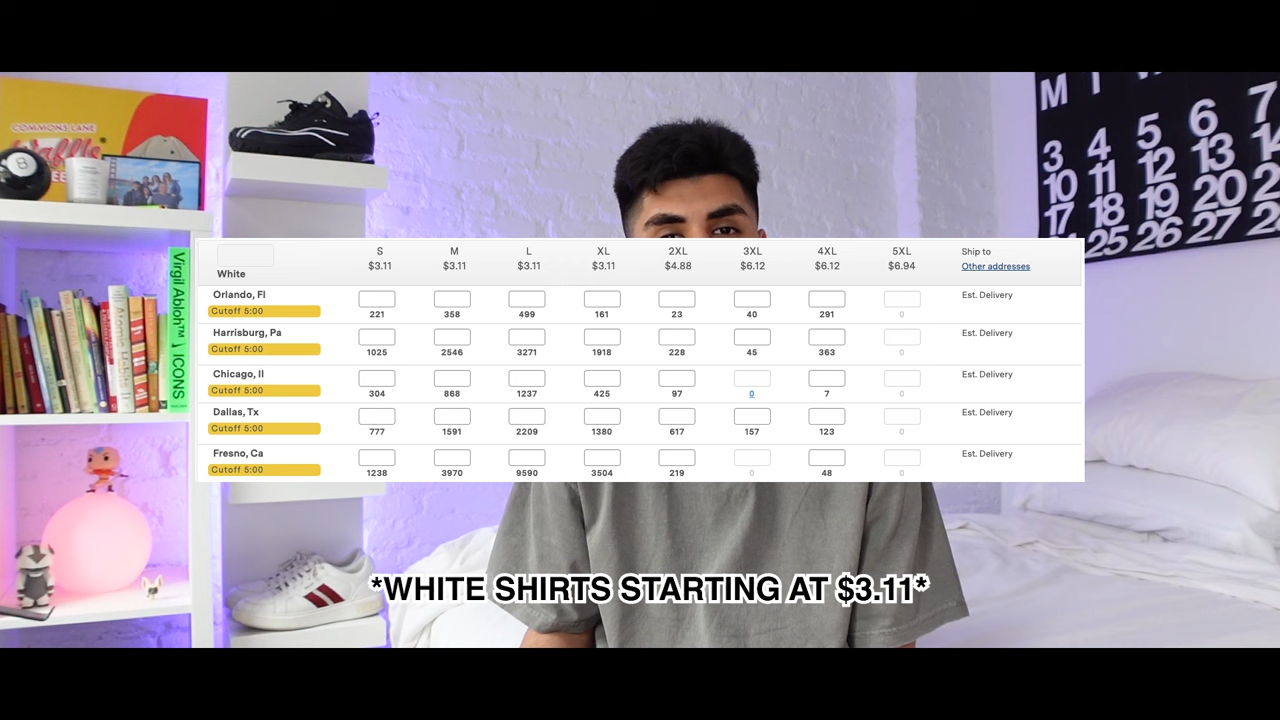 COMMONS LANE
Waffle
8
M
3 4 5 6 7
10 11 12 13
17 18 19 20
25 26 27 28
Virgil Abloh™ ICONS
Atomic Habits
S M L XL 2XL 3XL 4XL 5XL Ship to
$3.11 $3.11 $3.11 $3.11 $4.88 $6.12 $6.12 $6.94 Other addresses
White
Orlando, Fl Est. Delivery
Cutoff 5:00 221 358 499 161 23 40 291 0
Harrisburg, Pa Est. Delivery
Cutoff 5:00 1025 2546 3271 1918 228 45 363 0
Chicago, Il Est. Delivery
Cutoff 5:00 304 868 1237 425 97 0 7 0
Dallas, Tx Est. Delivery
Cutoff 5:00 777 1591 2209 1380 617 157 123 0
Fresno, Ca Est. Delivery
Cutoff 5:00 1238 3970 9590 3504 219 0 48 0
*WHITE SHIRTS STARTING AT $3.11*